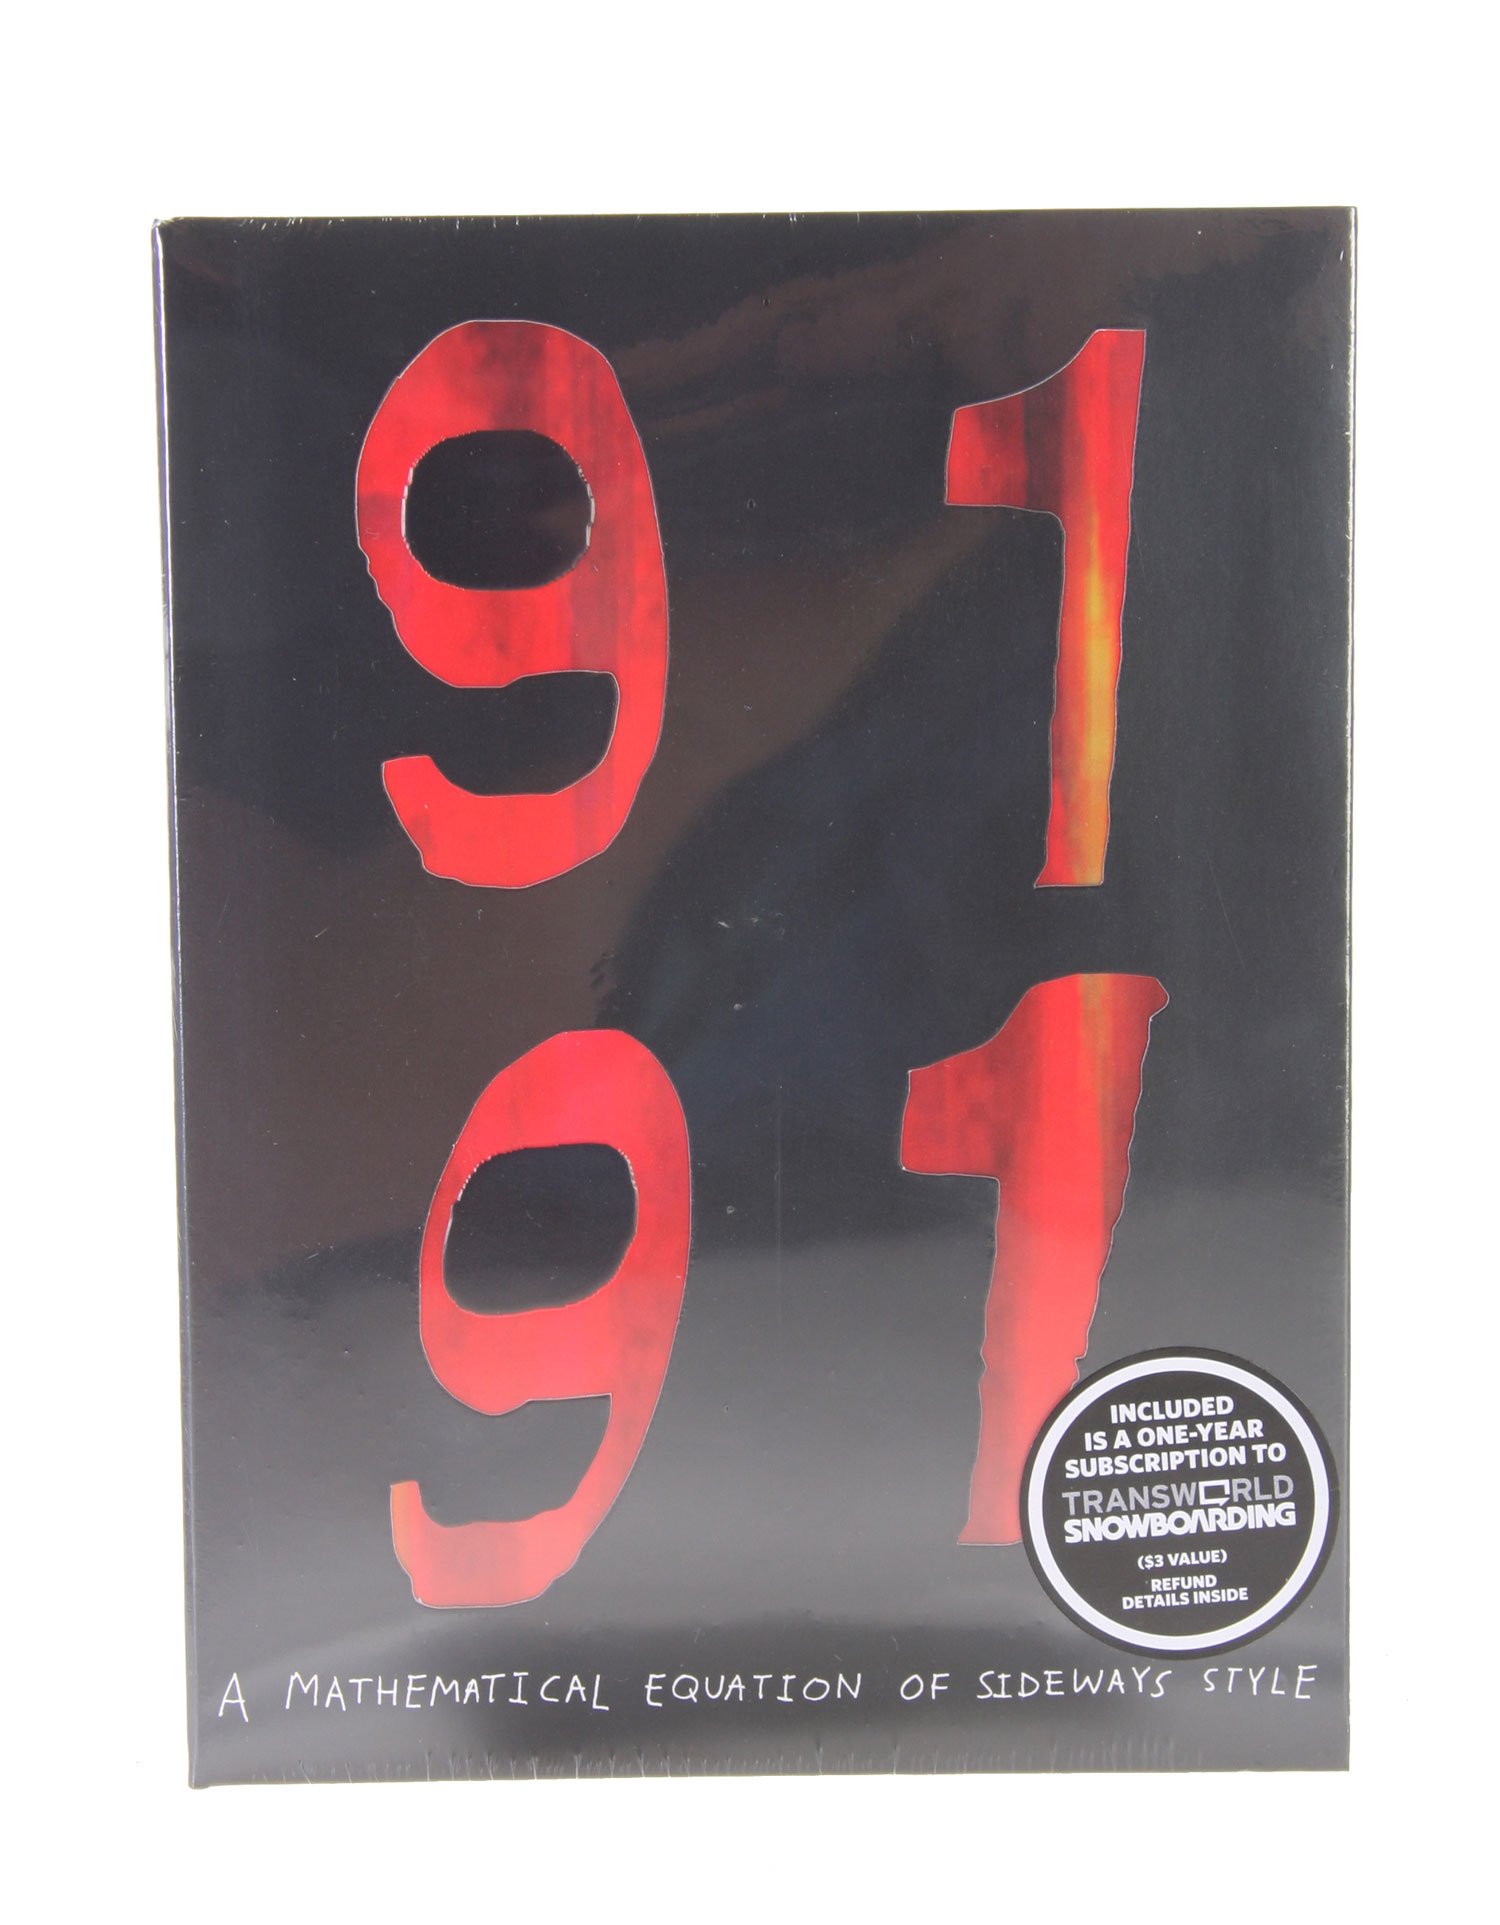 9 1
9 1
INCLUDED
IS A ONE-YEAR
SUBSCRIPTION TO
TRANSWORLD
SNOWBOARDING
($3 VALUE)
REFUND
DETAILS INSIDE
A MATHEMATICAL EQUATION OF SIDEWAYS STYLE